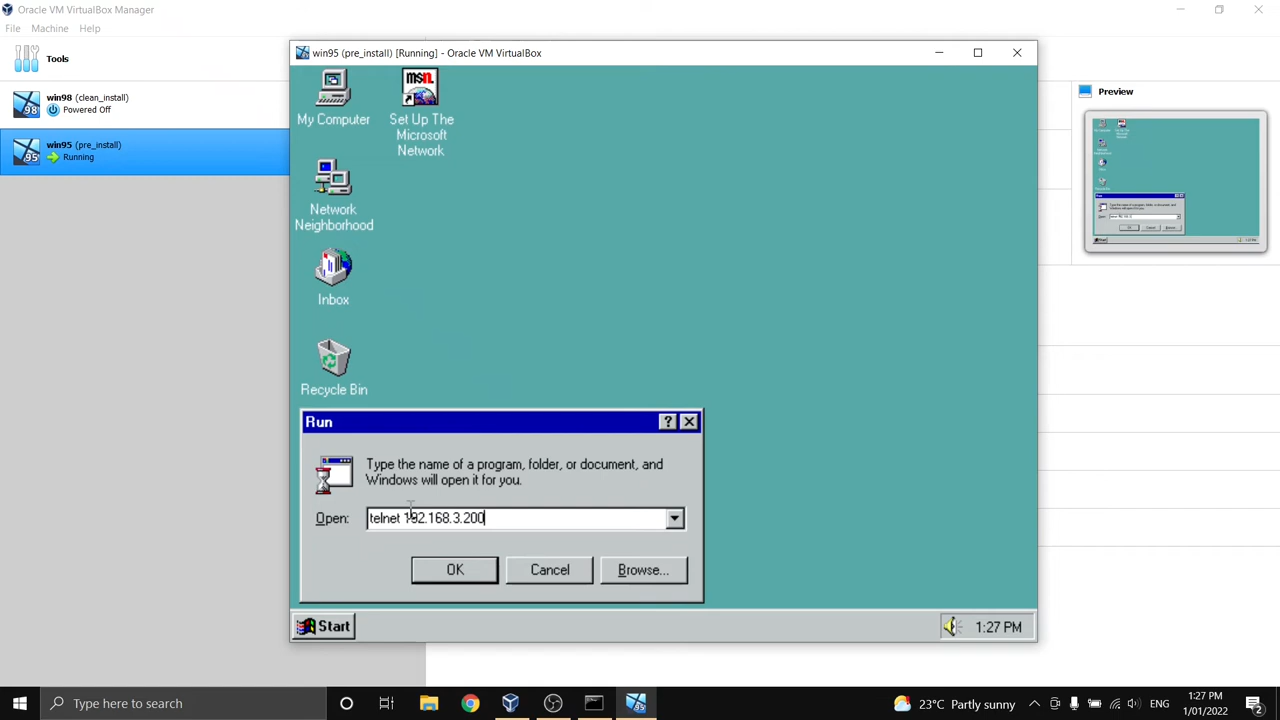 Oracle VM VirtualBox Manager
File Machine Help
Tools
win98 (clean_install)
Powered Off
win95 (pre_install)
Running
win95 (pre_install) [Running] - Oracle VM VirtualBox
My Computer
msn.
Set Up The
Microsoft
Network
Network
Neighborhood
Inbox
Recycle Bin
Run
Type the name of a program, folder, or document, and
Windows will open it for you.
Open: telnet 192.168.3.200
OK Cancel Browse...
Start
1:27 PM
Preview
Type here to search
23°C Partly sunny
ENG
1:27 PM
1/01/2022
2